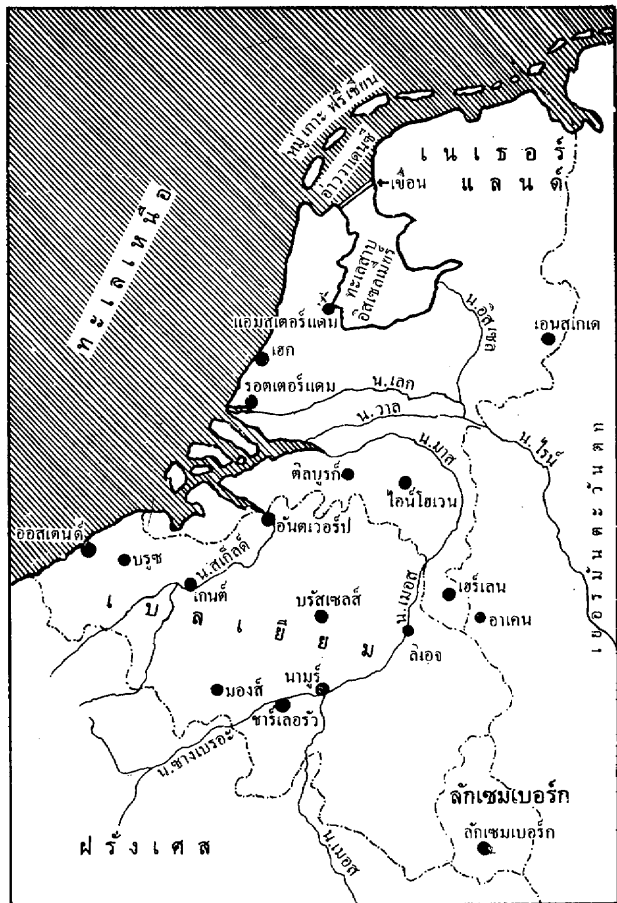 หมู่เกาะฟรีเซียน
อ่าววาเดนซี
เนเธอร์
แลนด์
เขื่อน
ทะเลเหนือ
ทะเลสาบ
อิสเซลเมียร์
แอมสเตอร์แดม
น.อิสเซล
เอนสเกเด
เฮก
รอตเตอร์แดม
น.เลก
น.วาล
น.ไรน์
น.มาส
ติลบูรก์
ไอน์โฮเวน
ออสเตนด์
อันตเวอร์ป
บรูซ
น.สเกิลด์
เกนต์
เบลเยียม
บรัสเซลส์
น.เมอส
เฮร์เลน
อาเคน
เยอรมันตะวันตก
ลิเอจ
นามูร์
มองส์
ชาร์เลอรัว
น.ซางเบรอะ
ลักเซมเบอร์ก
ลักเซมเบอร์ก
ฝรั่งเศส
น.เมอส